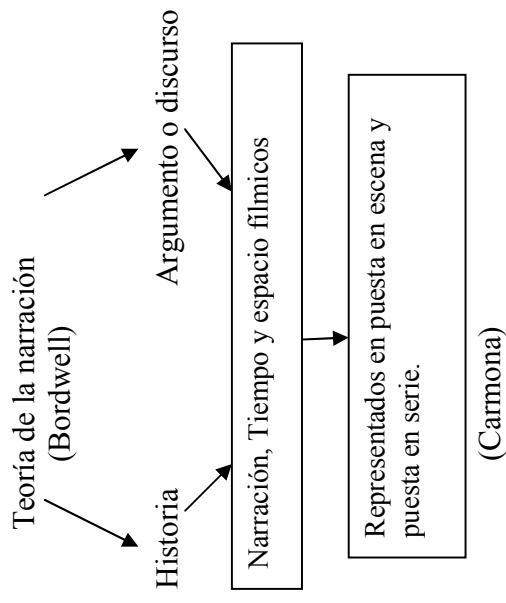 Teoría de la narración
(Bordwell)
Historia
Argumento o discurso
Narración, Tiempo y espacio fílmicos
Representados en puesta en escena y
puesta en serie.
(Carmona)